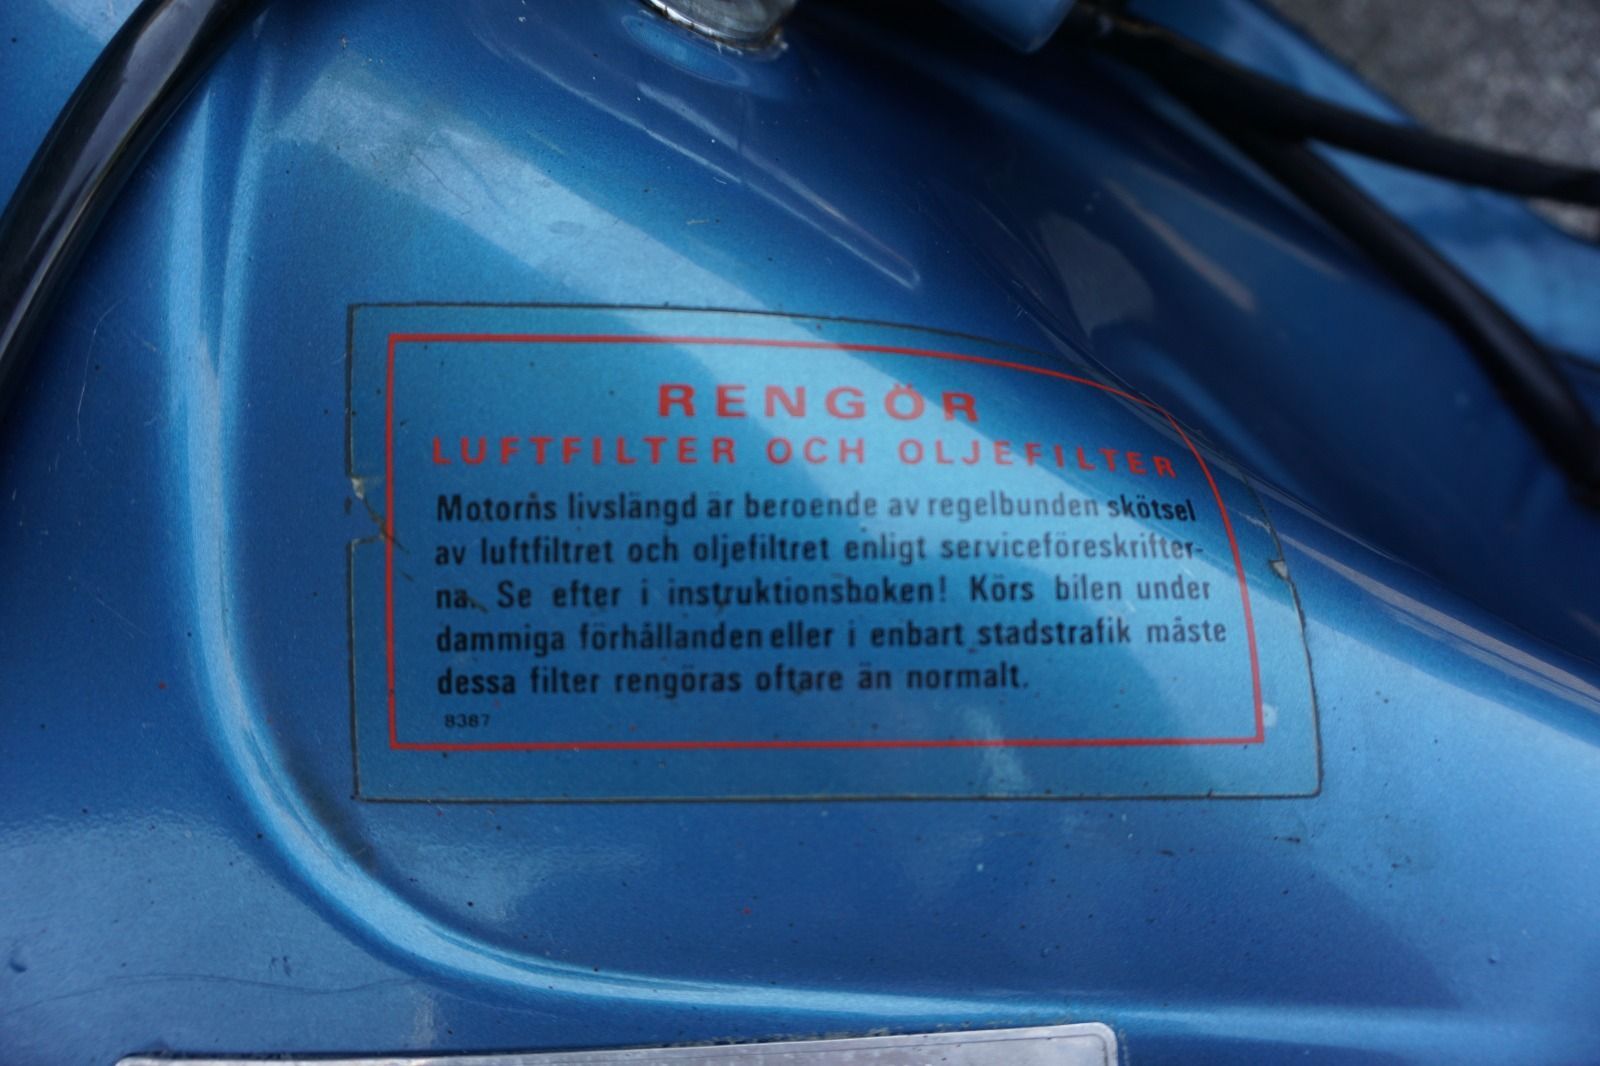 RENGÖR
LUFTFILTER OCH OLJEFILTER
Motorns livslängd är beroende av regelbunden skötsel
av luftfiltret och oljefiltret enligt serviceföreskrifter-
na. Se efter i instruktionsboken! Körs bilen under
dammiga förhållanden eller i enbart stadstrafik måste
dessa filter rengöras oftare än normalt.
8387